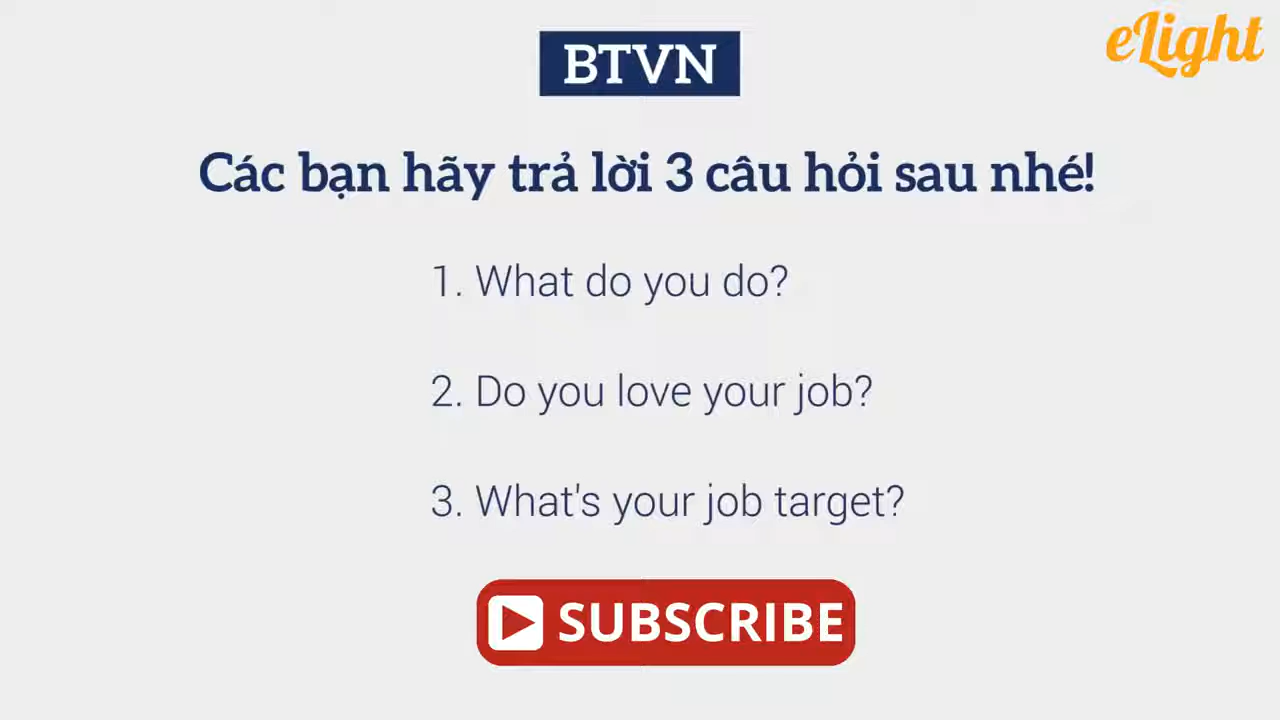 eLight
BTVN
Các bạn hãy trả lời 3 câu hỏi sau nhé!
1. What do you do?
2. Do you love your job?
3. What's your job target?
SUBSCRIBE